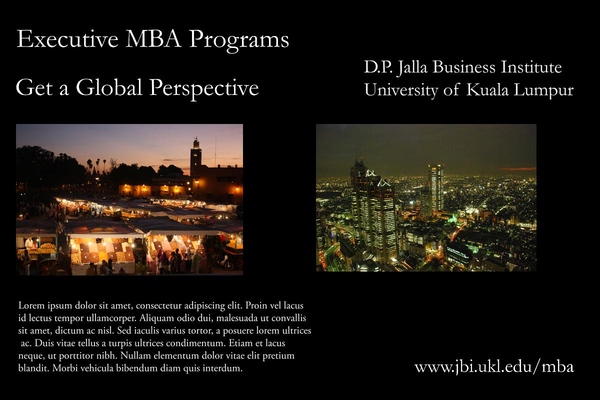 Executive MBA Programs
Get a Global Perspective
D.P. Jalla Business Institute
University of Kuala Lumpur
Lorem ipsum dolor sit amet, consectetur adipiscing elit. Proin vel lacus
id lectus tempor ullamcorper. Aliquam odio dui, malesuada ut convallis
sit amet, dictum ac nisl. Sed iaculis varius tortor, a posuere lorem ultrices
ac. Duis vitae tellus a turpis ultrices condimentum. Etiam et lacus
neque, ut porttitor nibh. Nullam elementum dolor vitae elit pretium
blandit. Morbi vehicula bibendum diam quis interdum.
www.jbi.ukl.edu/mba